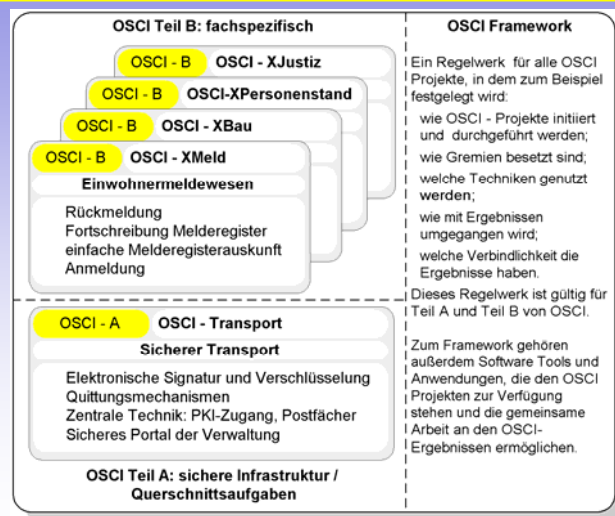 OSCI Teil B: fachspezifisch
OSCI - B OSCI - XJustiz
OSCI - B OSCI-XPersonenstand
OSCI - B OSCI - XBau
OSCI - B OSCI - XMeld
Einwohnermeldewesen
Rückmeldung
Fortschreibung Melderegister
einfache Melderegisterauskunft
Anmeldung
OSCI - A OSCI - Transport
Sicherer Transport
Elektronische Signatur und Verschlüsselung
Quittungsmechanismen
Zentrale Technik: PKI-Zugang, Postfächer
Sicheres Portal der Verwaltung
OSCI Teil A: sichere Infrastruktur /
Querschnittsaufgaben
OSCI Framework
Ein Regelwerk für alle OSCI
Projekte, in dem zum Beispiel
festgelegt wird:
wie OSCI - Projekte initiiert
und durchgeführt werden;
wie Gremien besetzt sind;
welche Techniken genutzt
werden;
wie mit Ergebnissen
umgegangen wird;
welche Verbindlichkeit die
Ergebnisse haben.
Dieses Regelwerk ist gültig für
Teil A und Teil B von OSCI.
Zum Framework gehören
außerdem Software Tools und
Anwendungen, die den OSCI
Projekten zur Verfügung
stehen und die gemeinsame
Arbeit an den OSCI-
Ergebnissen ermöglichen.